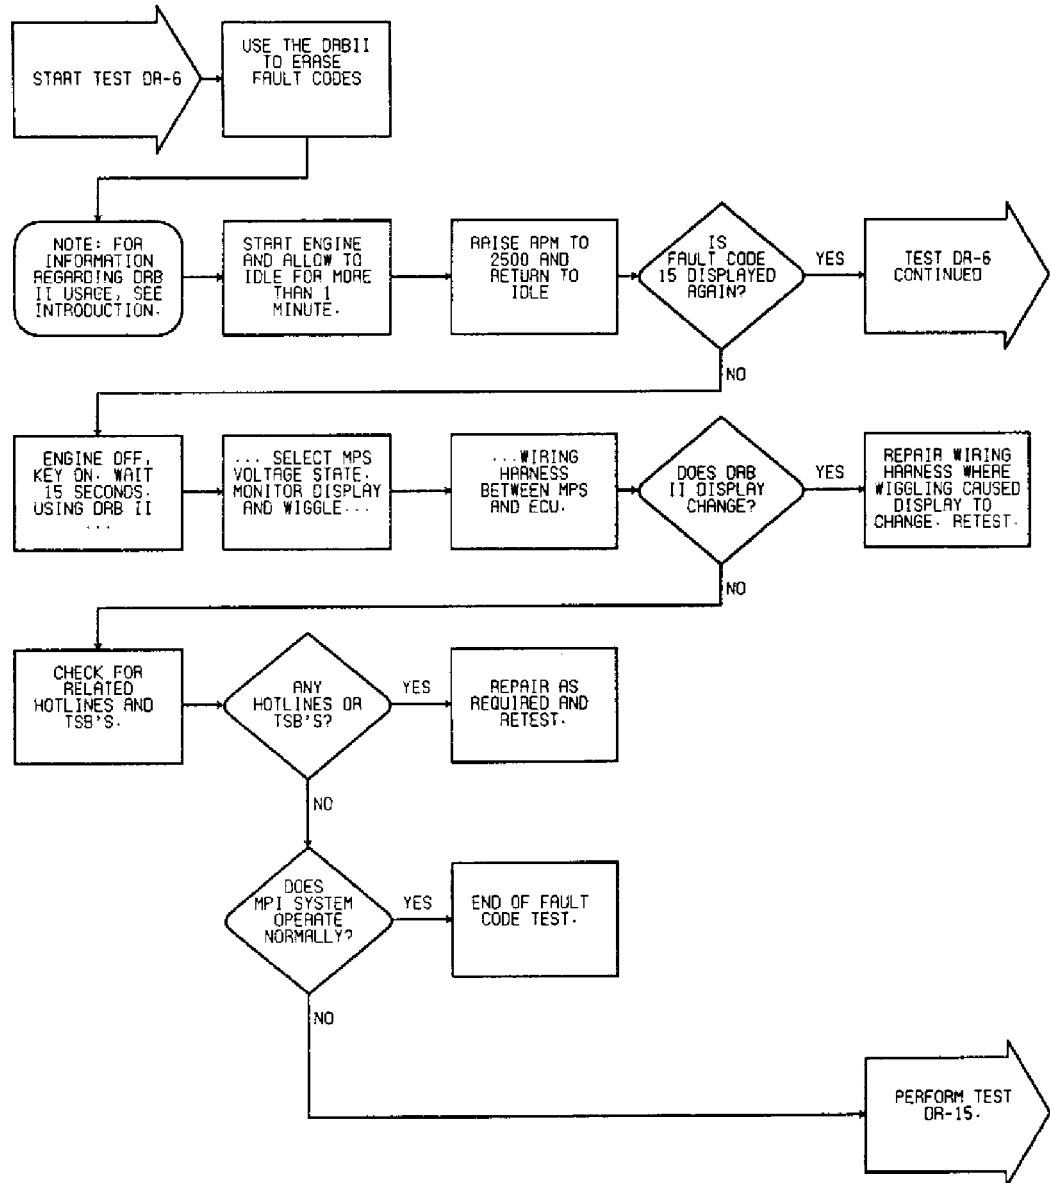 START TEST DR-6
USE THE DRBII
TO ERASE
FAULT CODES
NOTE: FOR
INFORMATION
REGARDING DRB
II USAGE, SEE
INTRODUCTION.
START ENGINE
AND ALLOW TO
IDLE FOR MORE
THAN 1
MINUTE.
RAISE RPM TO
2500 AND
RETURN TO
IDLE
IS
FAULT CODE
15 DISPLAYED
AGAIN?
YES
TEST DR-6
CONTINUED
NO
ENGINE OFF,
KEY ON. WAIT
15 SECONDS.
USING DRB II
...
... SELECT MPS
VOLTAGE STATE.
MONITOR DISPLAY
AND WIGGLE...
...WIRING
HARNESS
BETWEEN MPS
AND ECU.
DOES DRB
II DISPLAY
CHANGE?
YES
REPAIR WIRING
HARNESS WHERE
WIGGLING CAUSED
DISPLAY TO
CHANGE. RETEST.
NO
CHECK FOR
RELATED
HOTLINES AND
TSB'S.
ANY
HOTLINES OR
TSB'S?
YES
REPAIR AS
REQUIRED AND
RETEST.
NO
DOES
MPI SYSTEM
OPERATE
NORMALLY?
YES
END OF FAULT
CODE TEST.
NO
PERFORM TEST
DR-15.